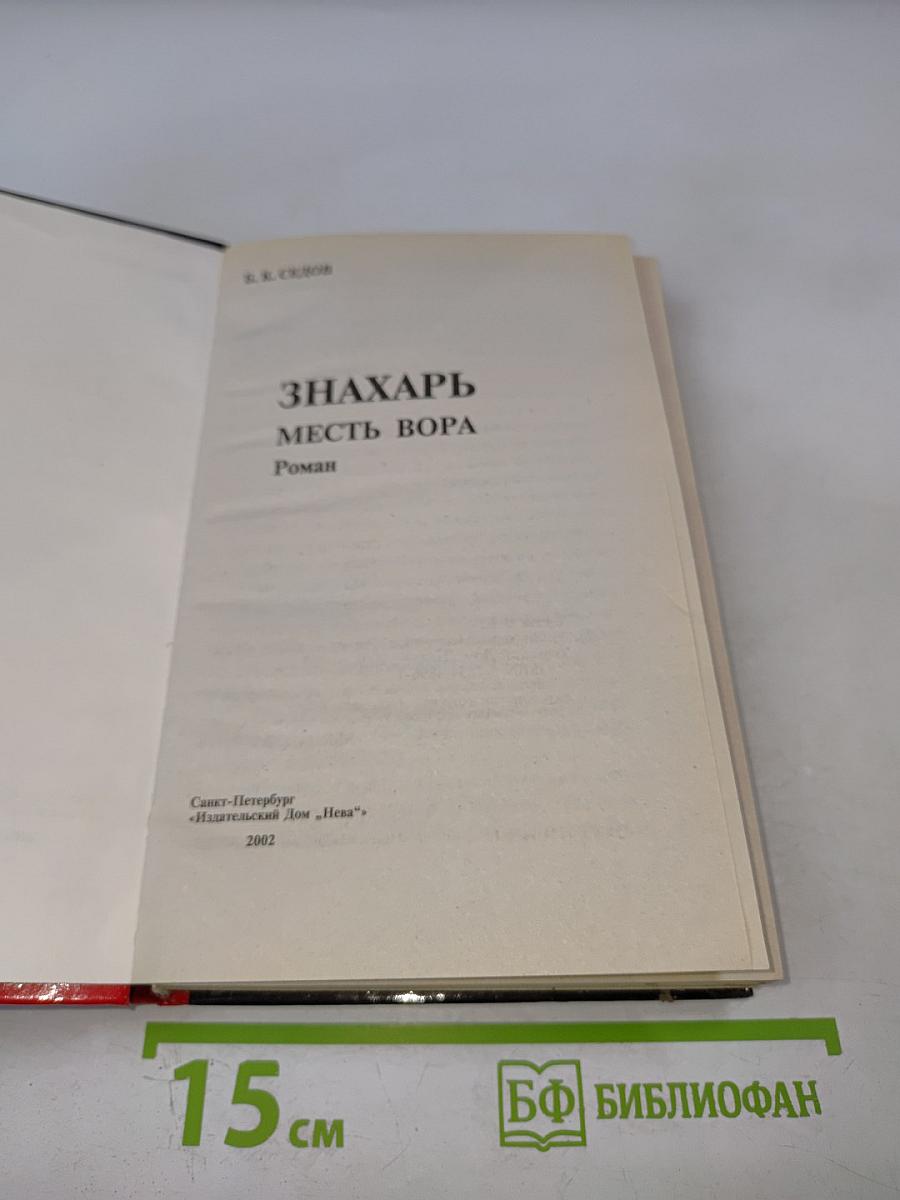 Б. К. СЕДОВ
ЗНАХАРЬ
МЕСТЬ ВОРА
Роман
Санкт-Петербург
«Издательский Дом „Нева“»
2002
15 см
БФ БИБЛИОФАН